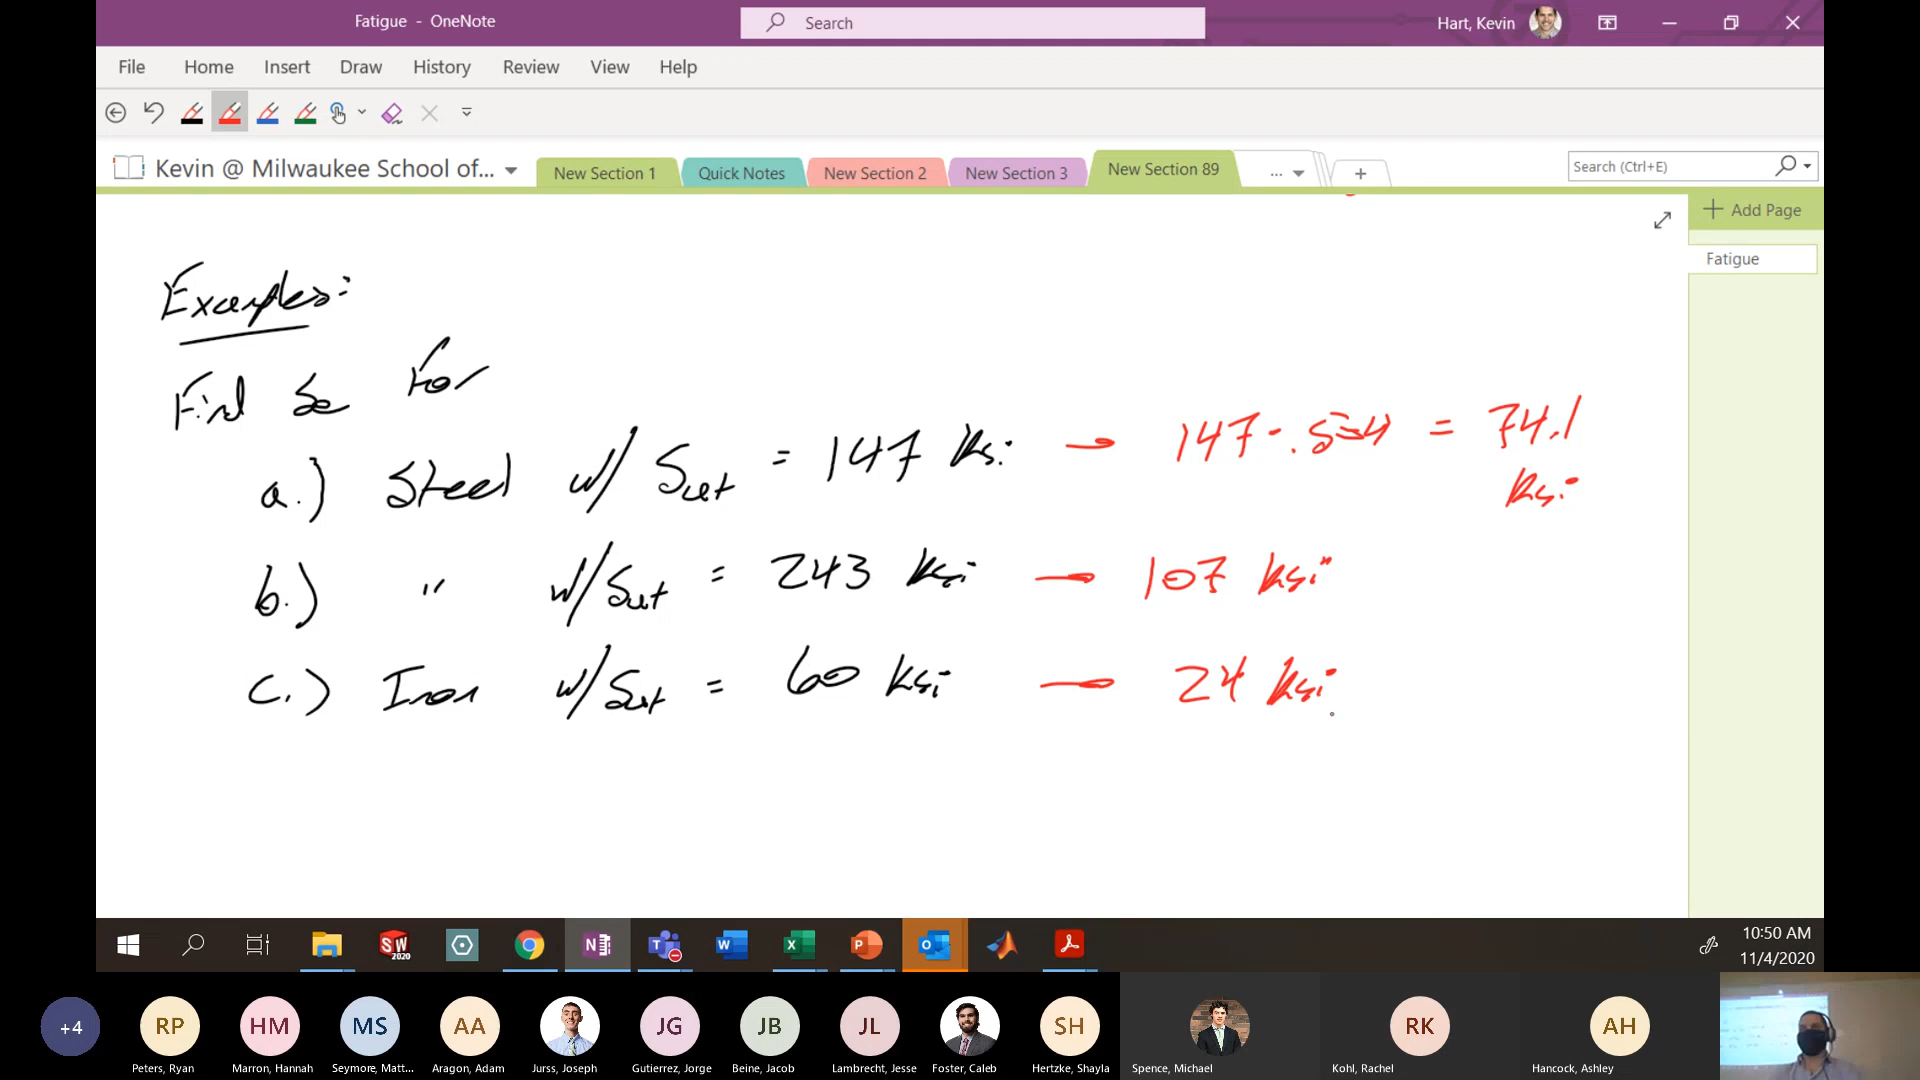 Fatigue - OneNote
Search
Hart, Kevin
File Home Insert Draw History Review View Help
Kevin @ Milwaukee School of...
New Section 1
Quick Notes
New Section 2
New Section 3
New Section 89
...
Search (Ctrl+E)
Add Page
Fatigue
Examples:
Find Se for
a.) Steel w/ Sut = 147 ksi → 147 · .504 = 74.1
ksi
b.) " w/ Sut = 243 ksi → 107 ksi
c.) Iron w/ Sut = 60 ksi → 24 ksi
SW
2020
N
T
W
X
P
O
10:50 AM
11/4/2020
+4
RP
HM
MS
AA
JG
JB
JL
SH
RK
AH
Peters, Ryan
Marron, Hannah
Seymore, Matt...
Aragon, Adam
Jurss, Joseph
Gutierrez, Jorge
Beine, Jacob
Lambrecht, Jesse
Foster, Caleb
Hertzke, Shayla
Spence, Michael
Kohl, Rachel
Hancock, Ashley